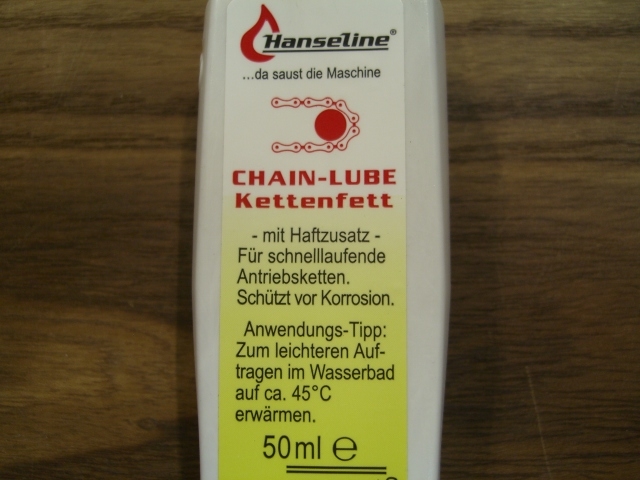 Hanseline®
...da saust die Maschine
CHAIN-LUBE
Kettenfett
- mit Haftzusatz -
Für schnelllaufende
Antriebsketten.
Schützt vor Korrosion.
Anwendungs-Tipp:
Zum leichteren Auf-
tragen im Wasserbad
auf ca. 45°C
erwärmen.
50ml ℮